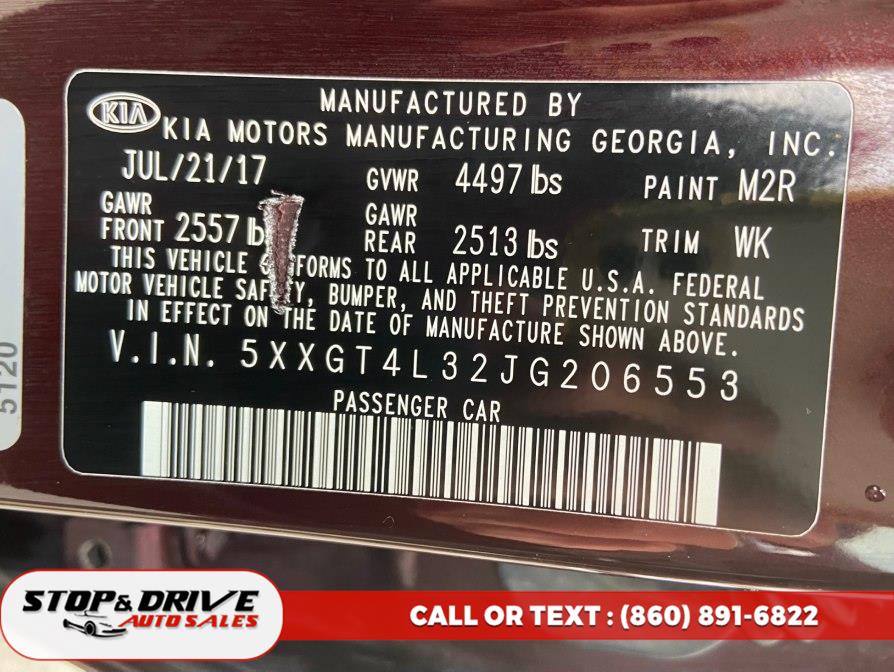 KIA
MANUFACTURED BY
KIA MOTORS MANUFACTURING GEORGIA, INC.
JUL/21/17 GVWR 4497 lbs PAINT M2R
GAWR FRONT 2557 GAWR REAR 2513 lbs TRIM WK
THIS VEHICLE TO ALL APPLICABLE U.S.A. FEDERAL
MOTOR VEHICLE BUMPER, AND THEFT PREVENTION STANDARDS
IN EFFECT ON THE DATE OF MANUFACTURE SHOWN ABOVE.
V.I.N. 5XXGT4L32JG206553
PASSENGER CAR
5120
STOP & DRIVE
AUTO SALES
CALL OR TEXT : (860) 891-6822